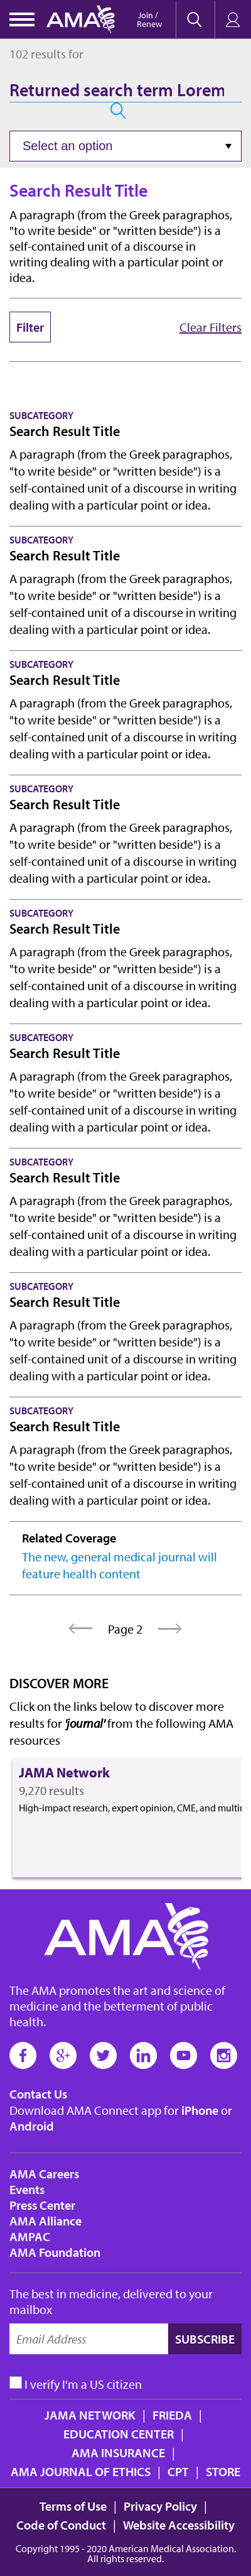 AMA
Join /
Renew
102 results for
Returned search term Lorem
Select an option
Search Result Title
A paragraph (from the Greek paragraphos,
"to write beside" or "written beside") is a
self-contained unit of a discourse in
writing dealing with a particular point or
idea.
Filter
Clear Filters
SUBCATEGORY
Search Result Title
A paragraph (from the Greek paragraphos,
"to write beside" or "written beside") is a
self-contained unit of a discourse in writing
dealing with a particular point or idea.
SUBCATEGORY
Search Result Title
A paragraph (from the Greek paragraphos,
"to write beside" or "written beside") is a
self-contained unit of a discourse in writing
dealing with a particular point or idea.
SUBCATEGORY
Search Result Title
A paragraph (from the Greek paragraphos,
"to write beside" or "written beside") is a
self-contained unit of a discourse in writing
dealing with a particular point or idea.
SUBCATEGORY
Search Result Title
A paragraph (from the Greek paragraphos,
"to write beside" or "written beside") is a
self-contained unit of a discourse in writing
dealing with a particular point or idea.
SUBCATEGORY
Search Result Title
A paragraph (from the Greek paragraphos,
"to write beside" or "written beside") is a
self-contained unit of a discourse in writing
dealing with a particular point or idea.
SUBCATEGORY
Search Result Title
A paragraph (from the Greek paragraphos,
"to write beside" or "written beside") is a
self-contained unit of a discourse in writing
dealing with a particular point or idea.
SUBCATEGORY
Search Result Title
A paragraph (from the Greek paragraphos,
"to write beside" or "written beside") is a
self-contained unit of a discourse in writing
dealing with a particular point or idea.
SUBCATEGORY
Search Result Title
A paragraph (from the Greek paragraphos,
"to write beside" or "written beside") is a
self-contained unit of a discourse in writing
dealing with a particular point or idea.
SUBCATEGORY
Search Result Title
A paragraph (from the Greek paragraphos,
"to write beside" or "written beside") is a
self-contained unit of a discourse in writing
dealing with a particular point or idea.
Related Coverage
The new, general medical journal will
feature health content
Page 2
DISCOVER MORE
Click on the links below to discover more
results for 'journal' from the following AMA
resources
JAMA Network
9,270 results
High-impact research, expert opinion, CME, and
AMA
The AMA promotes the art and science of
medicine and the betterment of public
health.
Contact Us
Download AMA Connect app for iPhone or
Android
AMA Careers
Events
Press Center
AMA Alliance
AMPAC
AMA Foundation
The best in medicine, delivered to your
mailbox
Email Address
SUBSCRIBE
I verify I'm a US citizen
JAMA NETWORK | FRIEDA |
EDUCATION CENTER |
AMA INSURANCE |
AMA JOURNAL OF ETHICS | CPT | STORE
Terms of Use | Privacy Policy |
Code of Conduct | Website Accessibility
Copyright 1995 - 2020 American Medical Association.
All rights reserved.